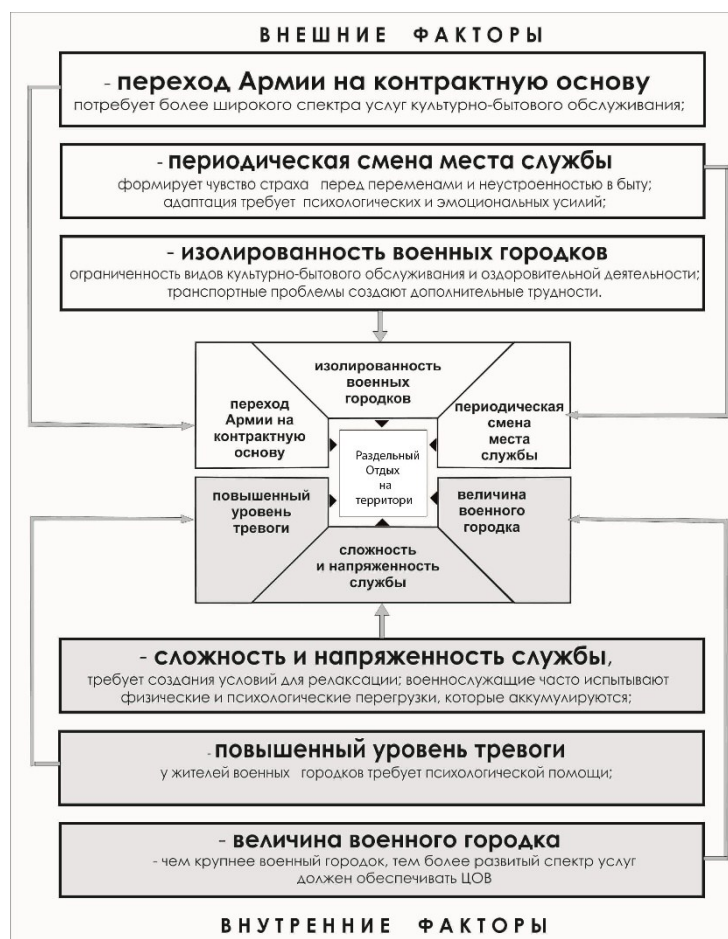 ВНЕШНИЕ ФАКТОРЫ
- переход Армии на контрактную основу
потребует более широкого спектра услуг культурно-бытового обслуживания;
- периодическая смена места службы
формирует чувство страха перед переменами и неустроенностью в быту;
адаптация требует психологических и эмоциональных усилий;
- изолированность военных городков
ограниченность видов культурно-бытового обслуживания и оздоровительной деятельности;
транспортные проблемы создают дополнительные трудности.
изолированность
военных
городков
переход
Армии на
контрактную
основу
периодическая
смена
места
службы
Раздельный
Отдых
на
территори
повышенный
уровень
тревоги
величина
военного
городка
сложность
и напряженность
службы
- сложность и напряженность службы,
требует создания условий для релаксации; военнослужащие часто испытывают
физические и психологические перегрузки, которые аккумулируются;
- повышенный уровень тревоги
у жителей военных городков требует психологической помощи;
- величина военного городка
- чем крупнее военный городок, тем более развитый спектр услуг
должен обеспечивать ЦОВ
ВНУТРЕННИЕ ФАКТОРЫ